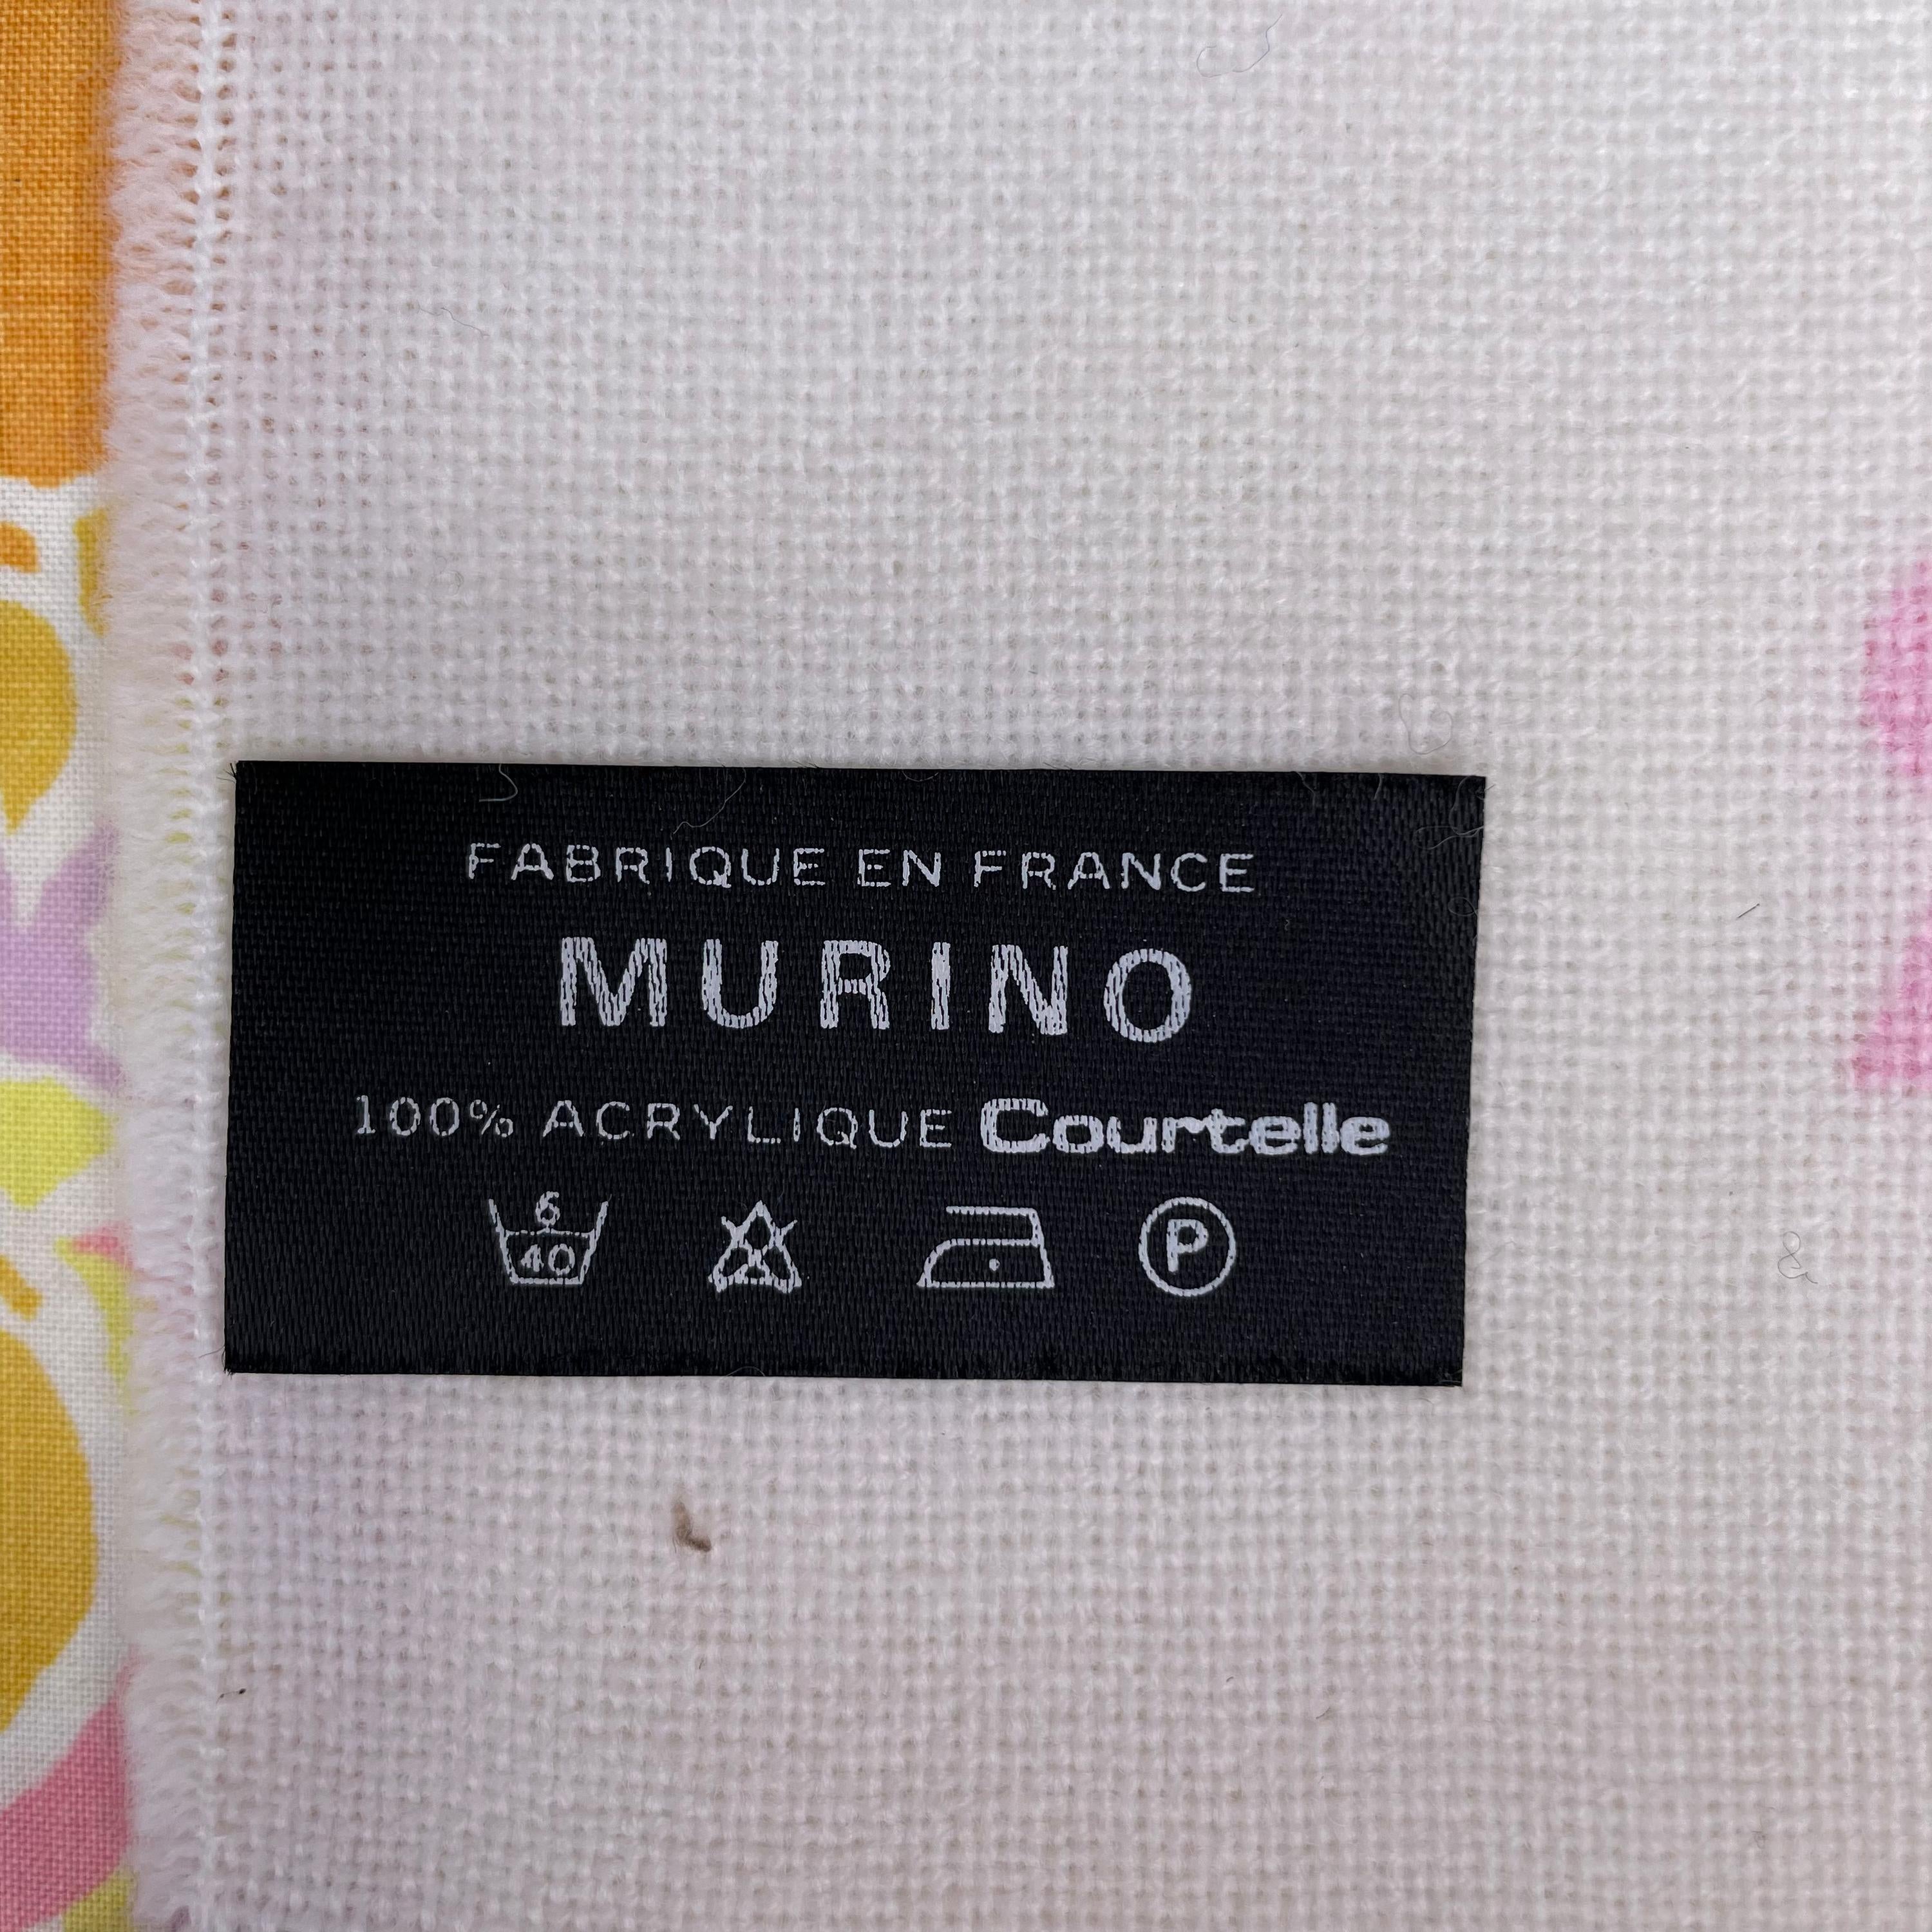 FABRIQUE EN FRANCE
MURINO
100% ACRYLIQUE Courtelle
6
40
P